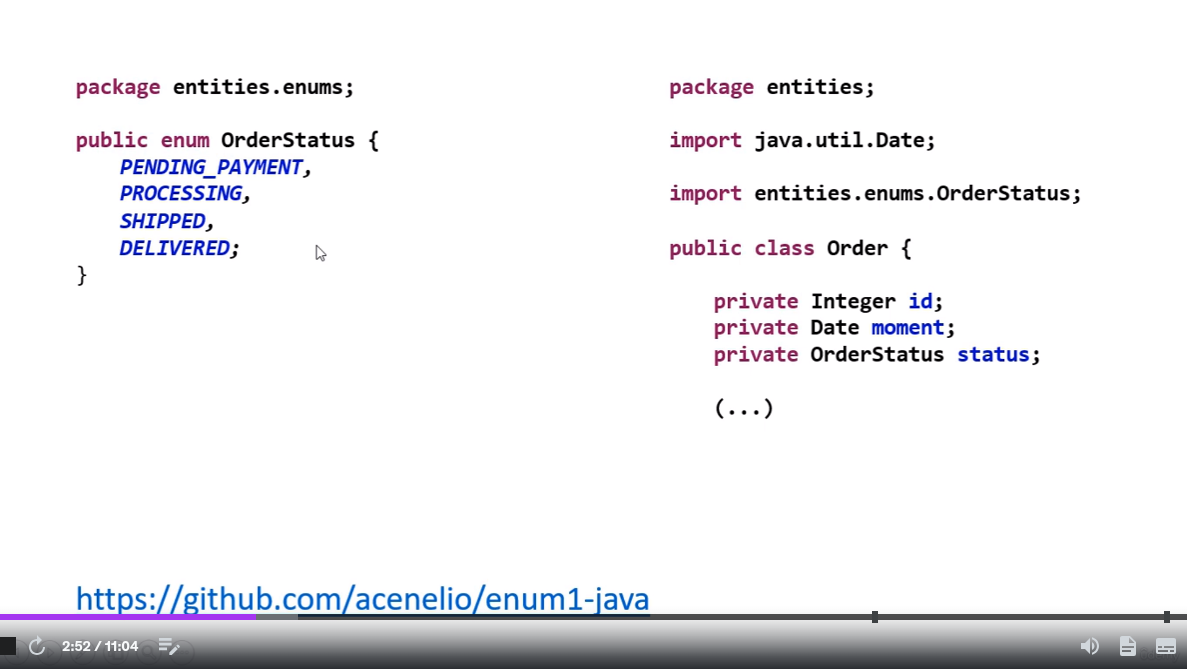 package entities.enums;
public enum OrderStatus {
PENDING_PAYMENT,
PROCESSING,
SHIPPED,
DELIVERED;
}
package entities;
import java.util.Date;
import entities.enums.OrderStatus;
public class Order {
private Integer id;
private Date moment;
private OrderStatus status;
(...)
https://github.com/acenelio/enum1-java
2:52 / 11:04